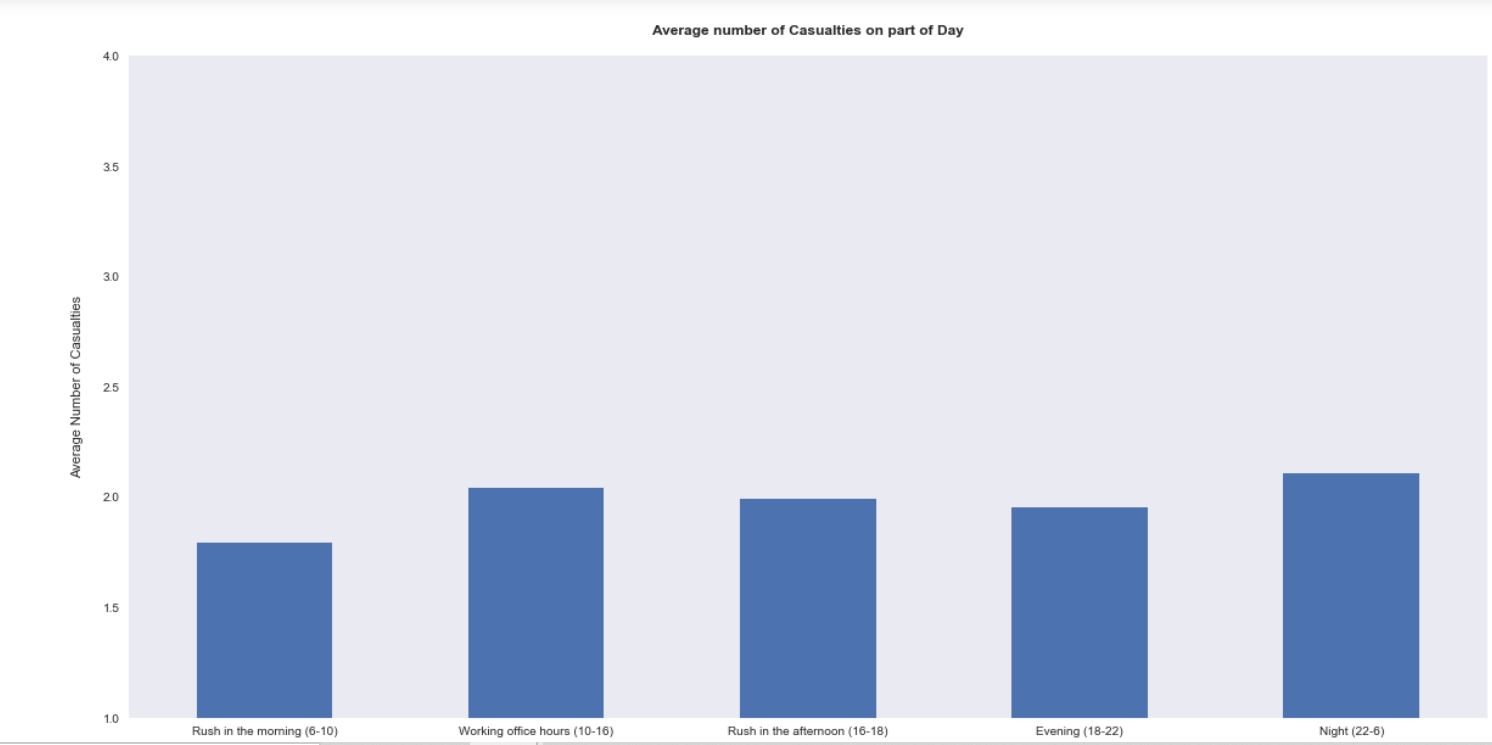 Average number of Casualties on part of Day
4.0
3.5
3.0
2.5
2.0
1.5
1.0
Average Number of Casualties
Rush in the morning (6-10)
Working office hours (10-16)
Rush in the afternoon (16-18)
Evening (18-22)
Night (22-6)